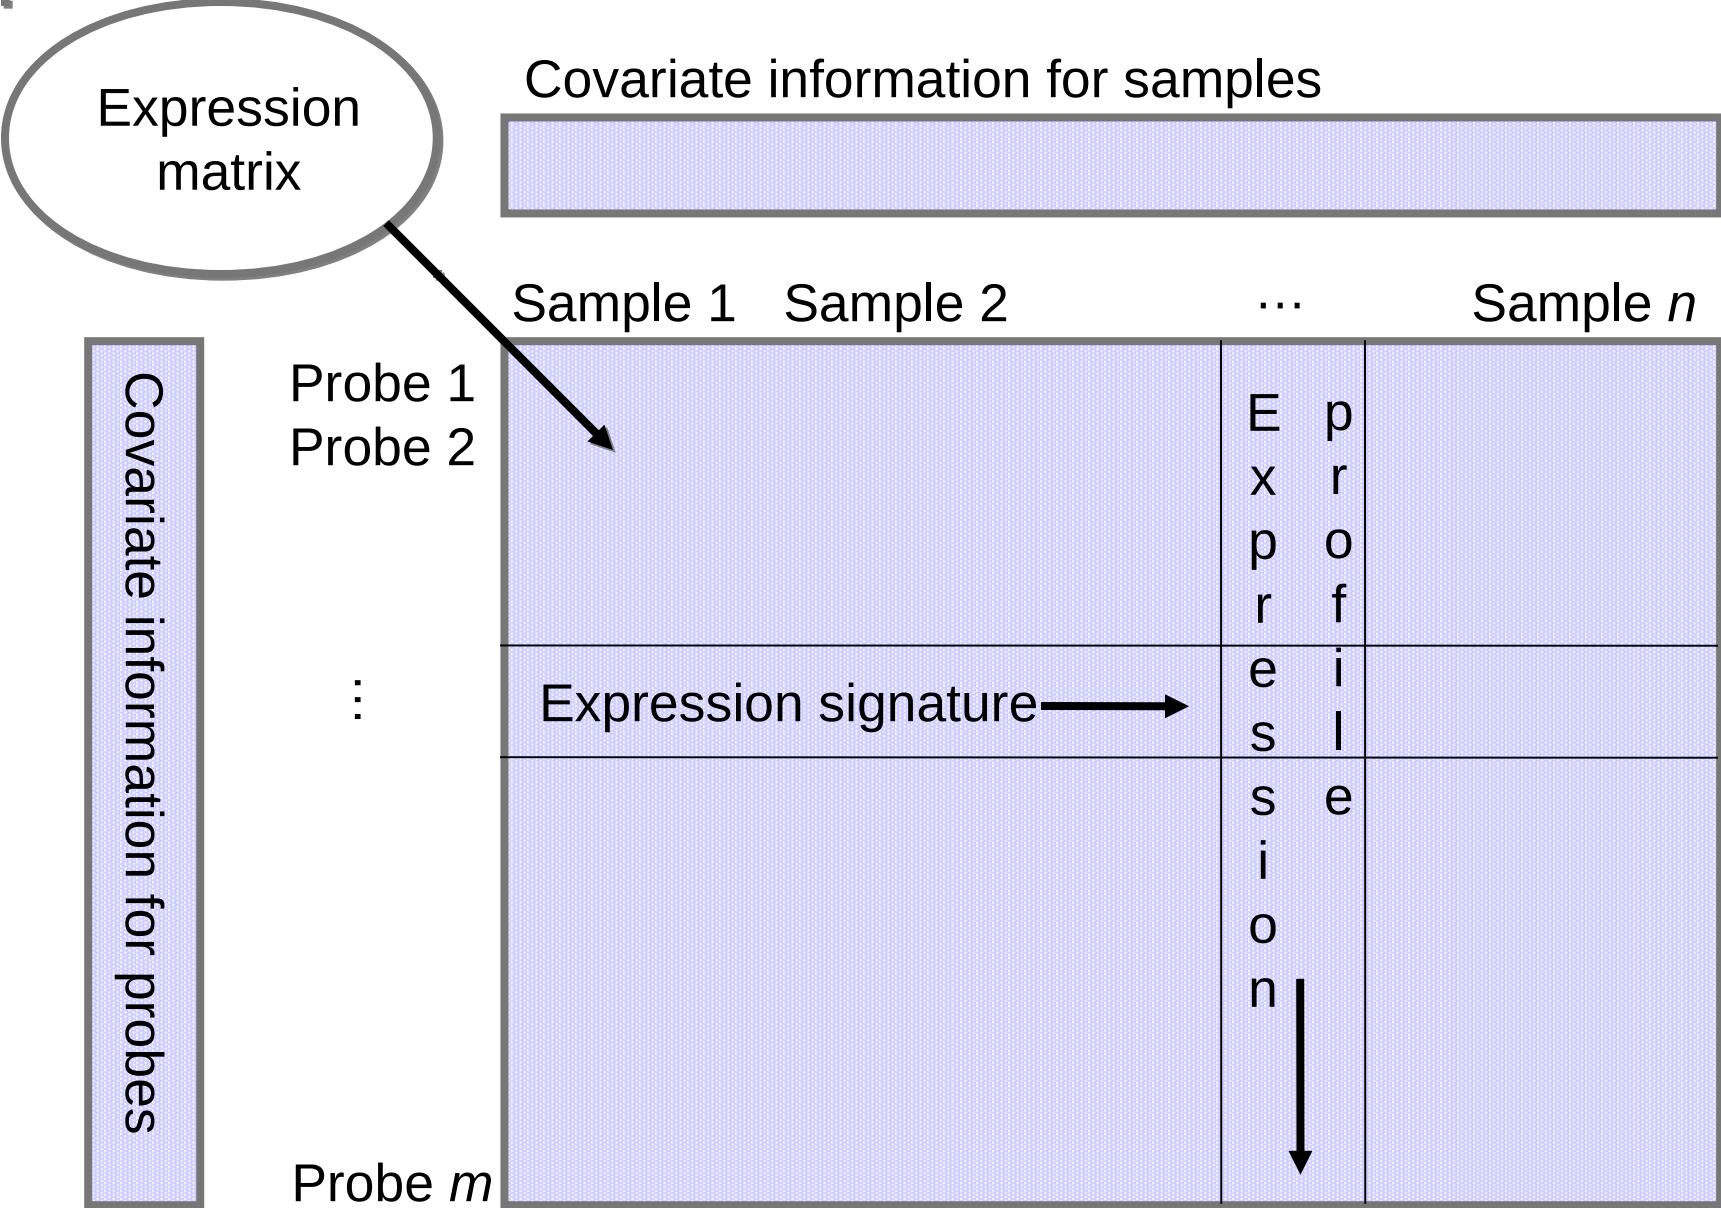 Expression
matrix
Covariate information for samples
Sample 1 Sample 2 ... Sample n
Covariate information for probes
Probe 1
Probe 2
...
Probe m
Expression signature
Expression
profile